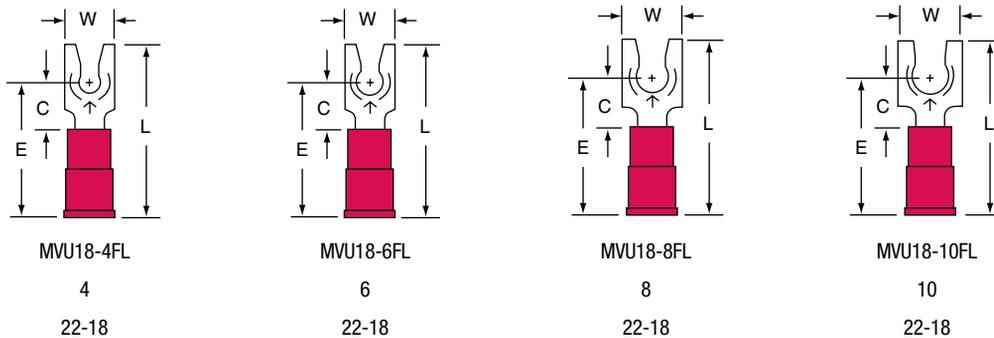 W W W W
C L C L C L C L
E E E E
MVU18-4FL MVU18-6FL MVU18-8FL MVU18-10FL
4 6 8 10
22-18 22-18 22-18 22-18